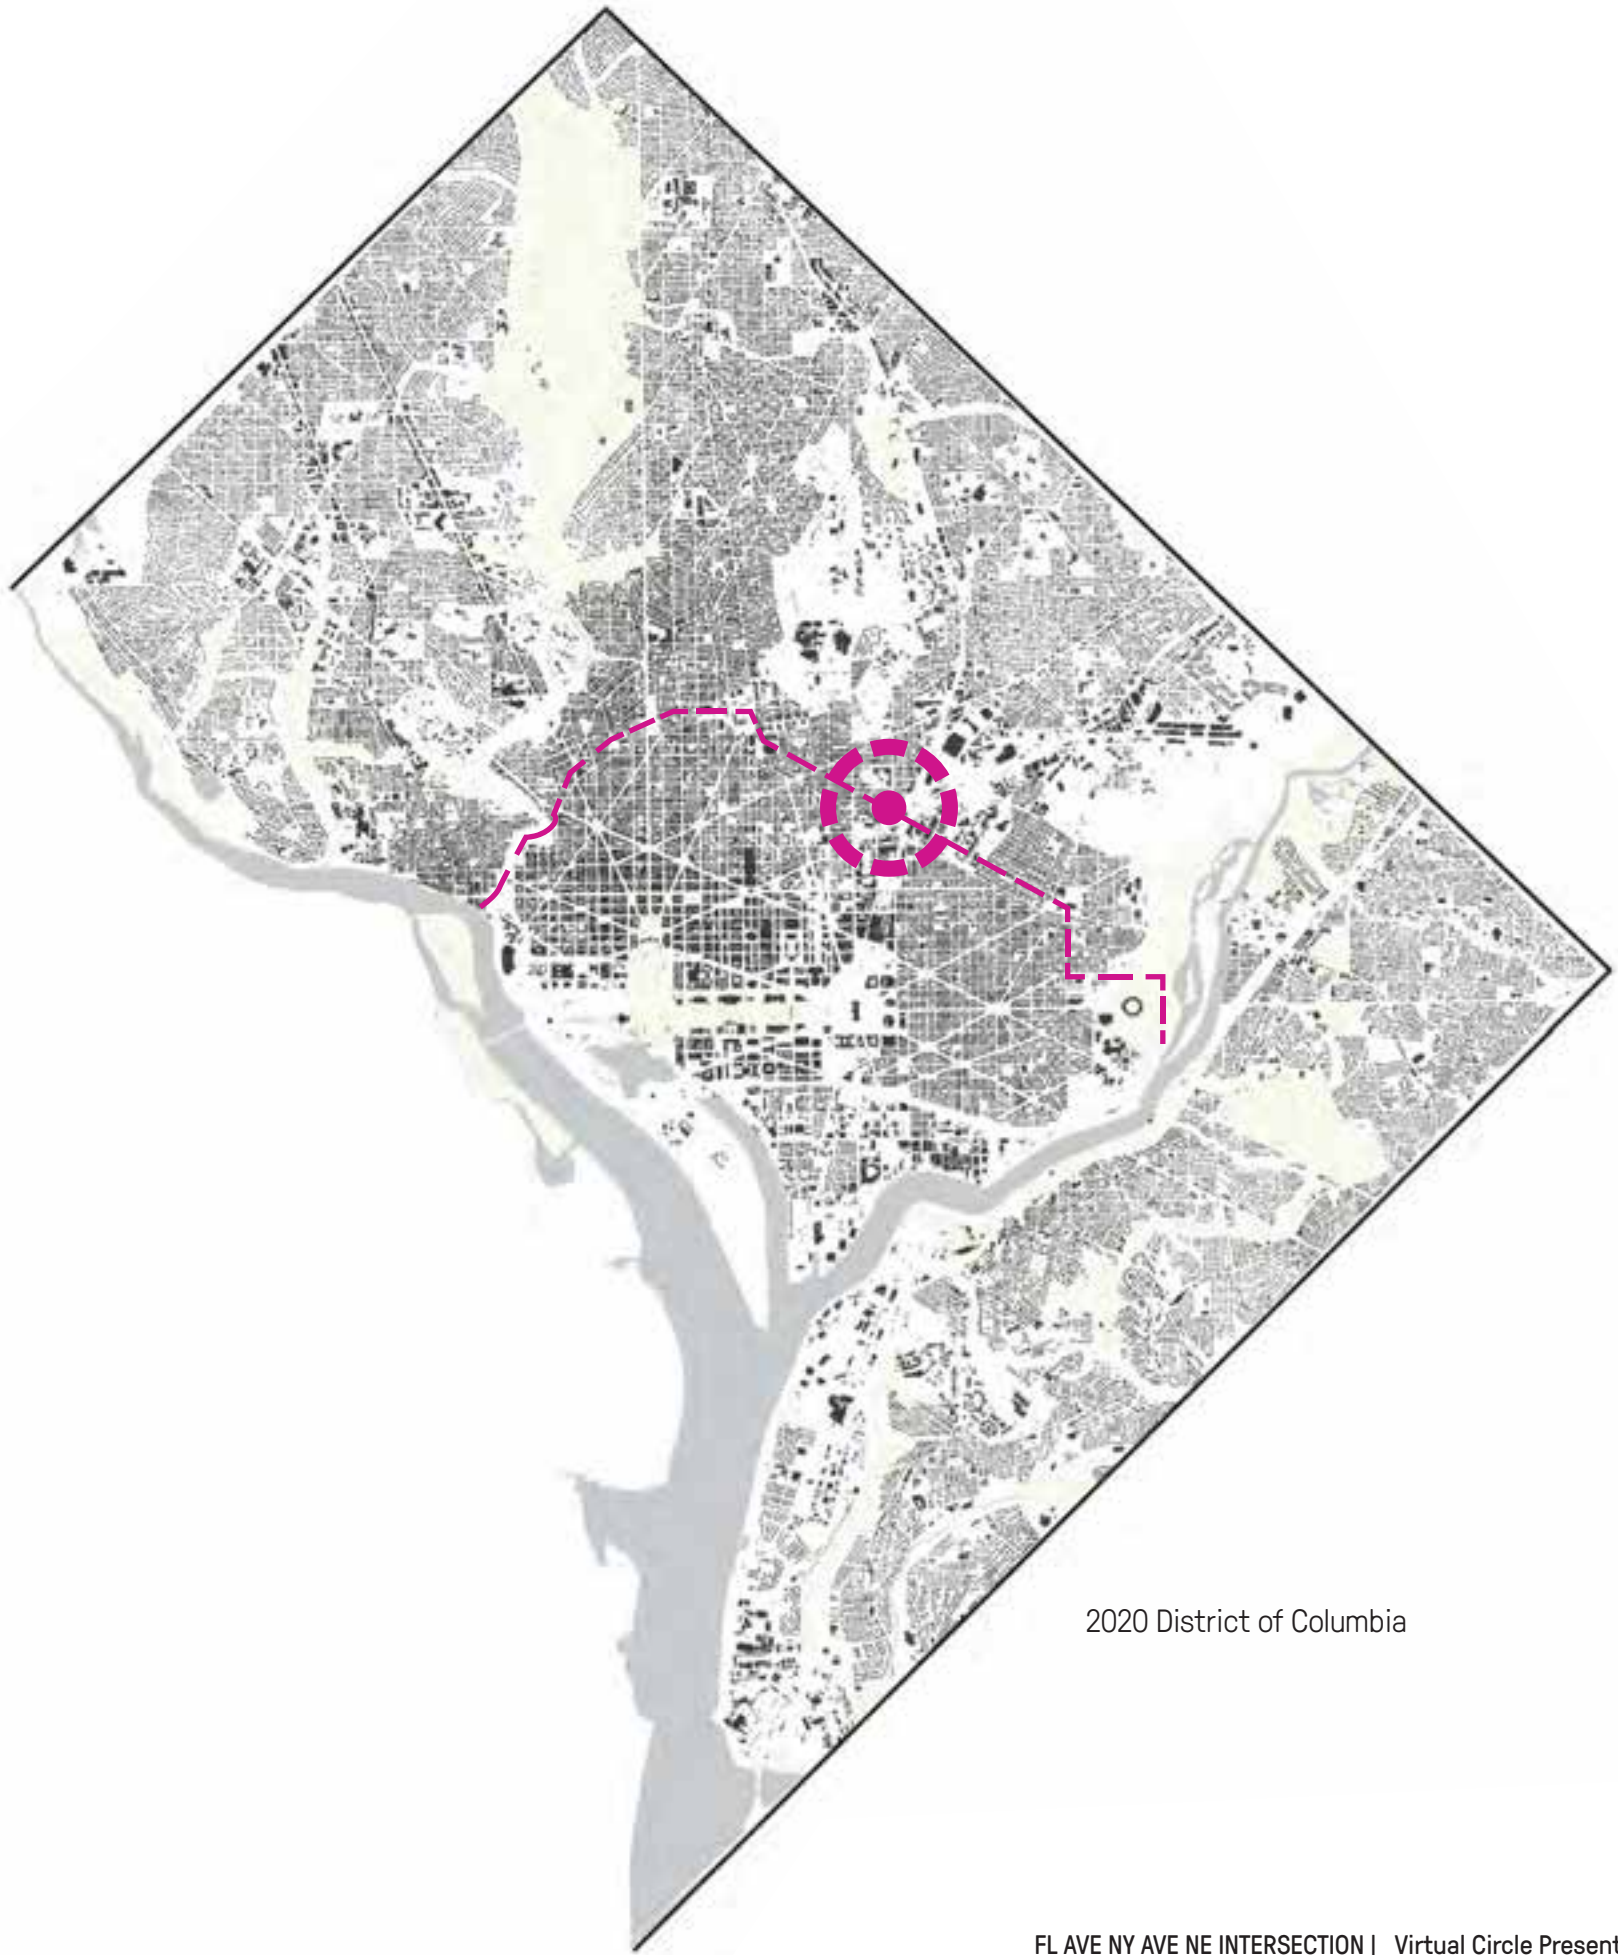 2020 District of Columbia
FL AVE NY AVE NE INTERSECTION | Virtual Circle Present